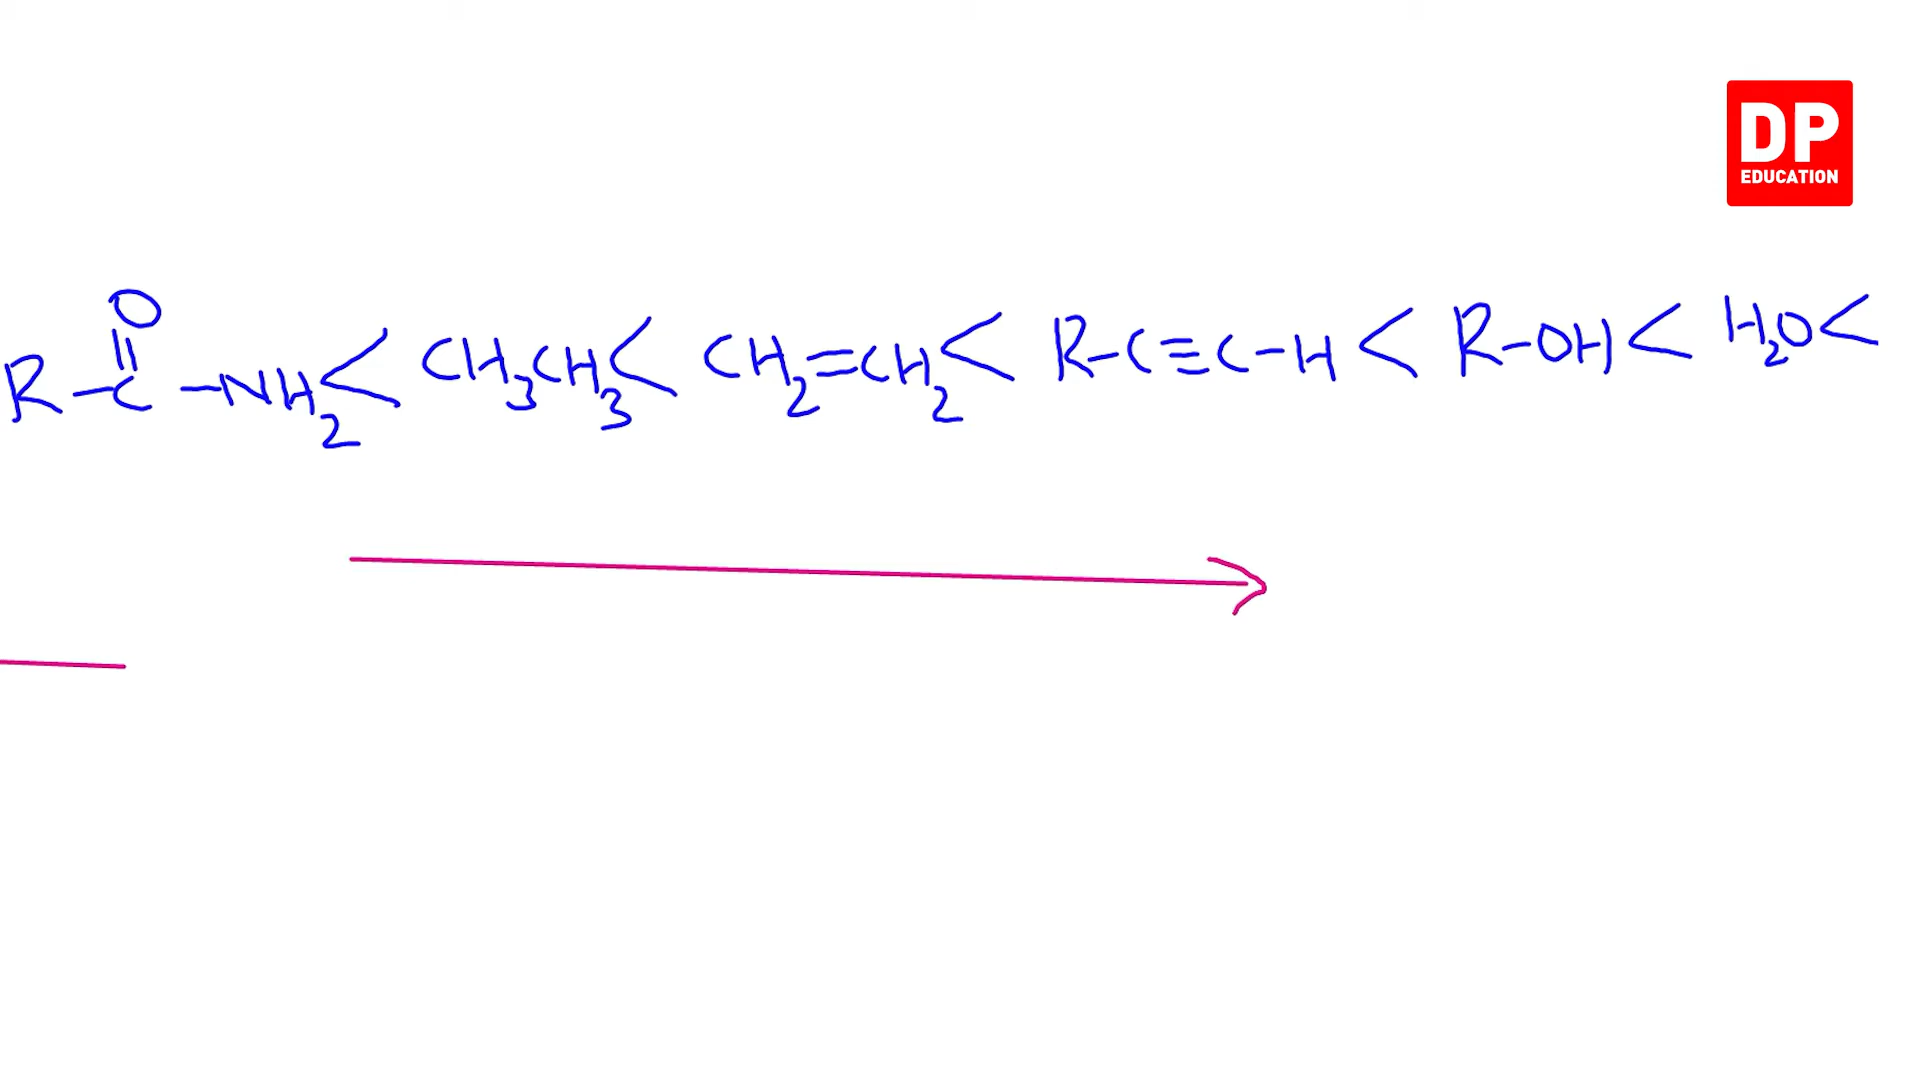 DP
EDUCATION
O
||
R-C-NH₂ < CH₃CH₃ < CH₂=CH₂ < R-C≡C-H < R-OH < H₂O <